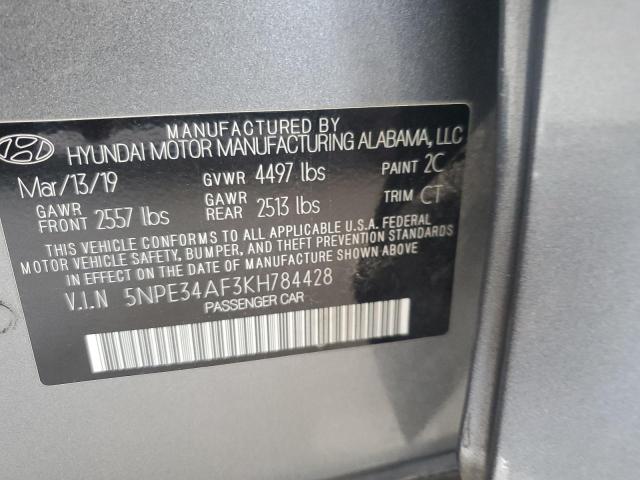 MANUFACTURED BY
HYUNDAI MOTOR MANUFACTURING ALABAMA, LLC
Mar/13/19 GVWR 4497 lbs PAINT 2C
GAWR FRONT 2557 lbs GAWR REAR 2513 lbs TRIM CT
THIS VEHICLE CONFORMS TO ALL APPLICABLE U.S.A. FEDERAL
MOTOR VEHICLE SAFETY, BUMPER, AND THEFT PREVENTION STANDARDS
IN EFFECT ON THE DATE OF MANUFACTURE SHOWN ABOVE.
V.I.N 5NPE34AF3KH784428
PASSENGER CAR